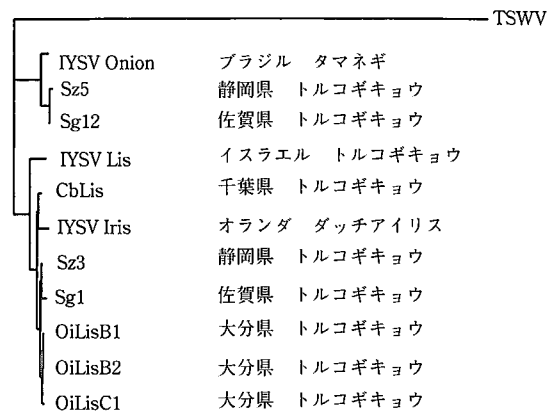 TSWV
IYSV Onion ブラジル タマネギ
Sz5 静岡県 トルコギキョウ
Sg12 佐賀県 トルコギキョウ
IYSV Lis イスラエル トルコギキョウ
CbLis 千葉県 トルコギキョウ
IYSV Iris オランダ ダッチアイリス
Sz3 静岡県 トルコギキョウ
Sg1 佐賀県 トルコギキョウ
OiLisB1 大分県 トルコギキョウ
OiLisB2 大分県 トルコギキョウ
OiLisC1 大分県 トルコギキョウ